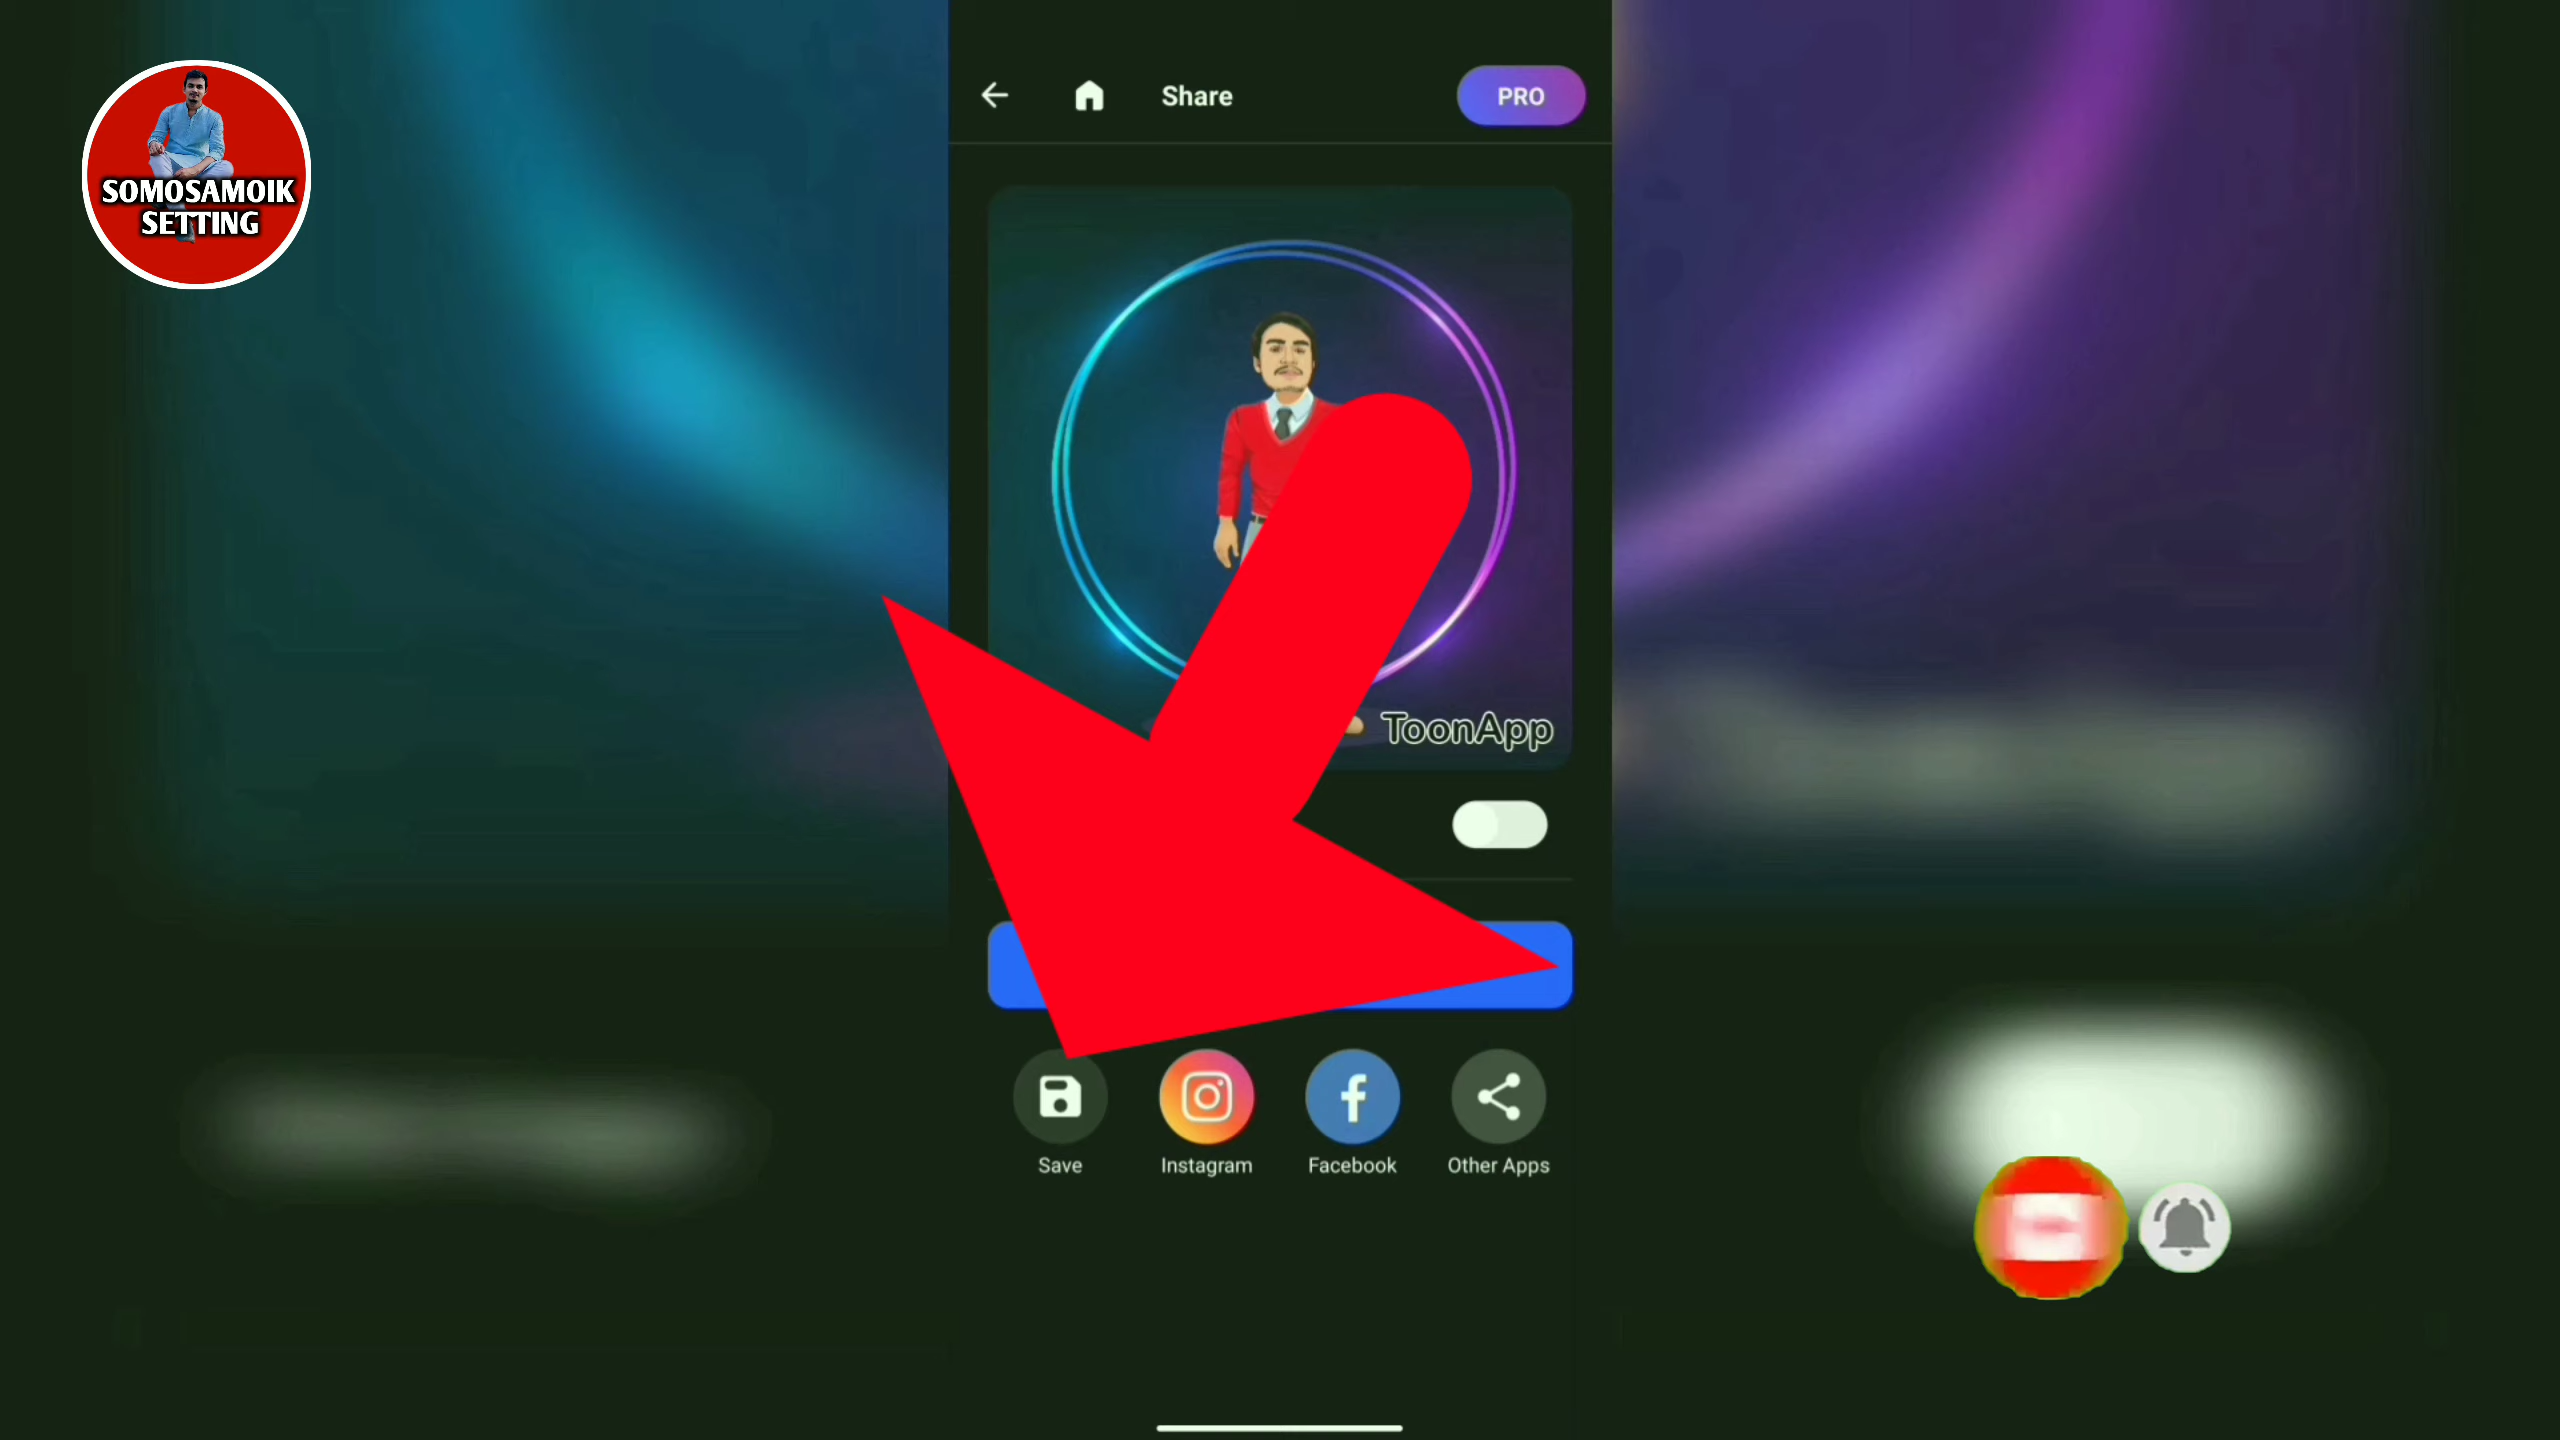 SOMOSAMOIK
SETTING
Share
PRO
ToonApp
Save
Instagram
Facebook
Other Apps